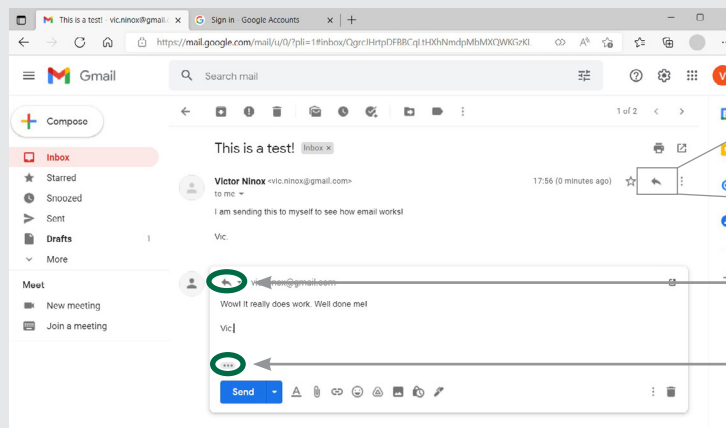 This is a test! - vic.ninox@gmail.c
Sign in - Google Accounts
https://mail.google.com/mail/u/0/?pli=1#inbox/
Gmail
Search mail
Compose
1 of 2
Inbox
Starred
Snoozed
Sent
Drafts 1
More
Meet
New meeting
Join a meeting
This is a test! Inbox ×
Victor Ninox <vic.ninox@gmail.com> 17:56 (0 minutes ago)
to me
I am sending this to myself to see how email works!
Vic.
vic.ninox@gmail.com
Wow! It really does work. Well done me!
Vic.
Send